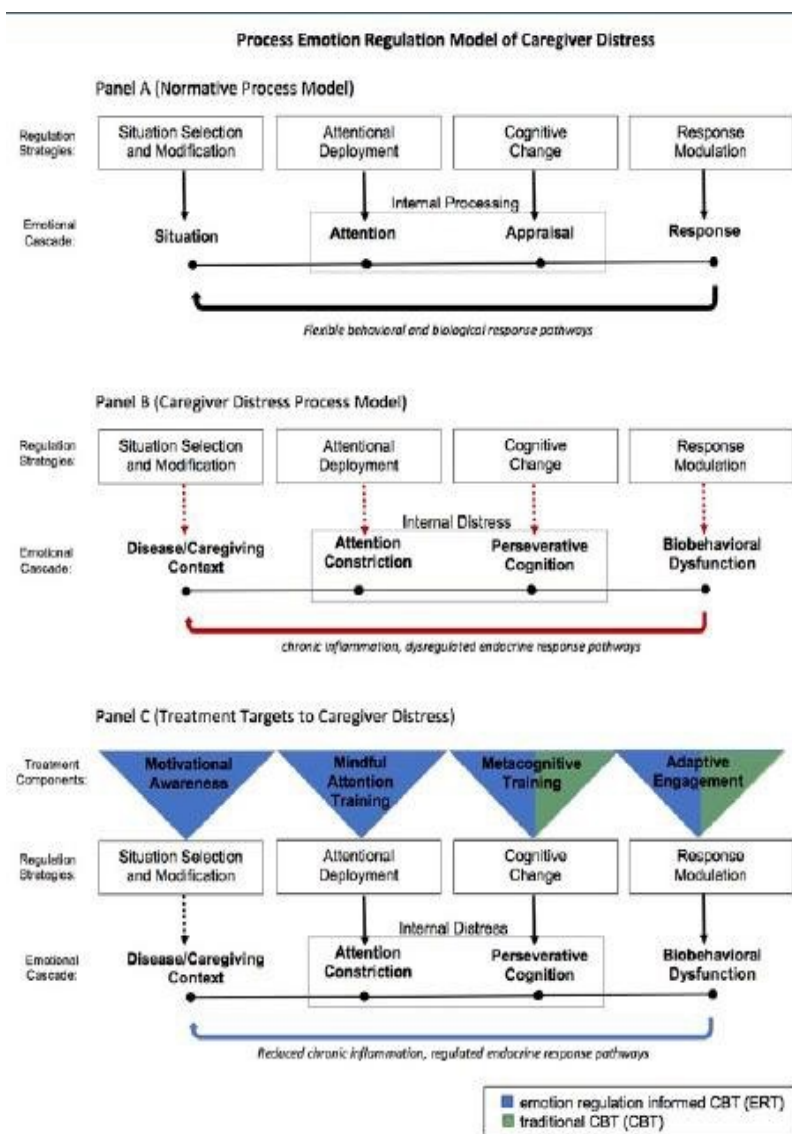 Process Emotion Regulation Model of Caregiver Distress
Panel A (Normative Process Model)
Regulation
Strategies:
Situation Selection
and Modification
Attentional
Deployment
Cognitive
Change
Response
Modulation
Internal Processing
Emotional
Cascade:
Situation
Attention
Appraisal
Response
Flexible behavioral and biological response pathways
Panel B (Caregiver Distress Process Model)
Regulation
Strategies:
Situation Selection
and Modification
Attentional
Deployment
Cognitive
Change
Response
Modulation
Internal Distress
Emotional
Cascade:
Disease/Caregiving
Context
Attention
Constriction
Perseverative
Cognition
Biobehavioral
Dysfunction
chronic inflammation, dysregulated endocrine response pathways
Panel C (Treatment Targets to Caregiver Distress)
Treatment
Components:
Motivational
Awareness
Mindful
Attention
Training
Metacognitive
Training
Adaptive
Engagement
Regulation
Strategies:
Situation Selection
and Modification
Attentional
Deployment
Cognitive
Change
Response
Modulation
Internal Distress
Emotional
Cascade:
Disease/Caregiving
Context
Attention
Constriction
Perseverative
Cognition
Biobehavioral
Dysfunction
Reduced chronic inflammation, regulated endocrine response pathways
emotion regulation informed CBT (ERT)
traditional CBT (CBT)